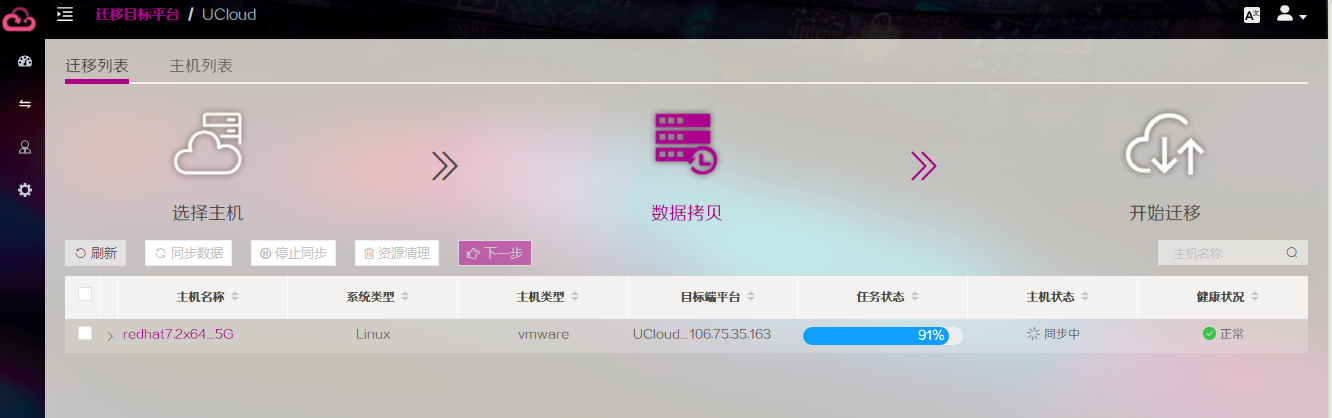 迁移目标平台 / UCloud
迁移列表 主机列表
选择主机 数据拷贝 开始迁移
刷新 同步数据 停止同步 资源清理 下一步 主机名称
主机名称 系统类型 主机类型 目标端平台 任务状态 主机状态 健康状况
redhat7.2x64_5G Linux vmware UCloud_106.75.35.163 91% 同步中 正常